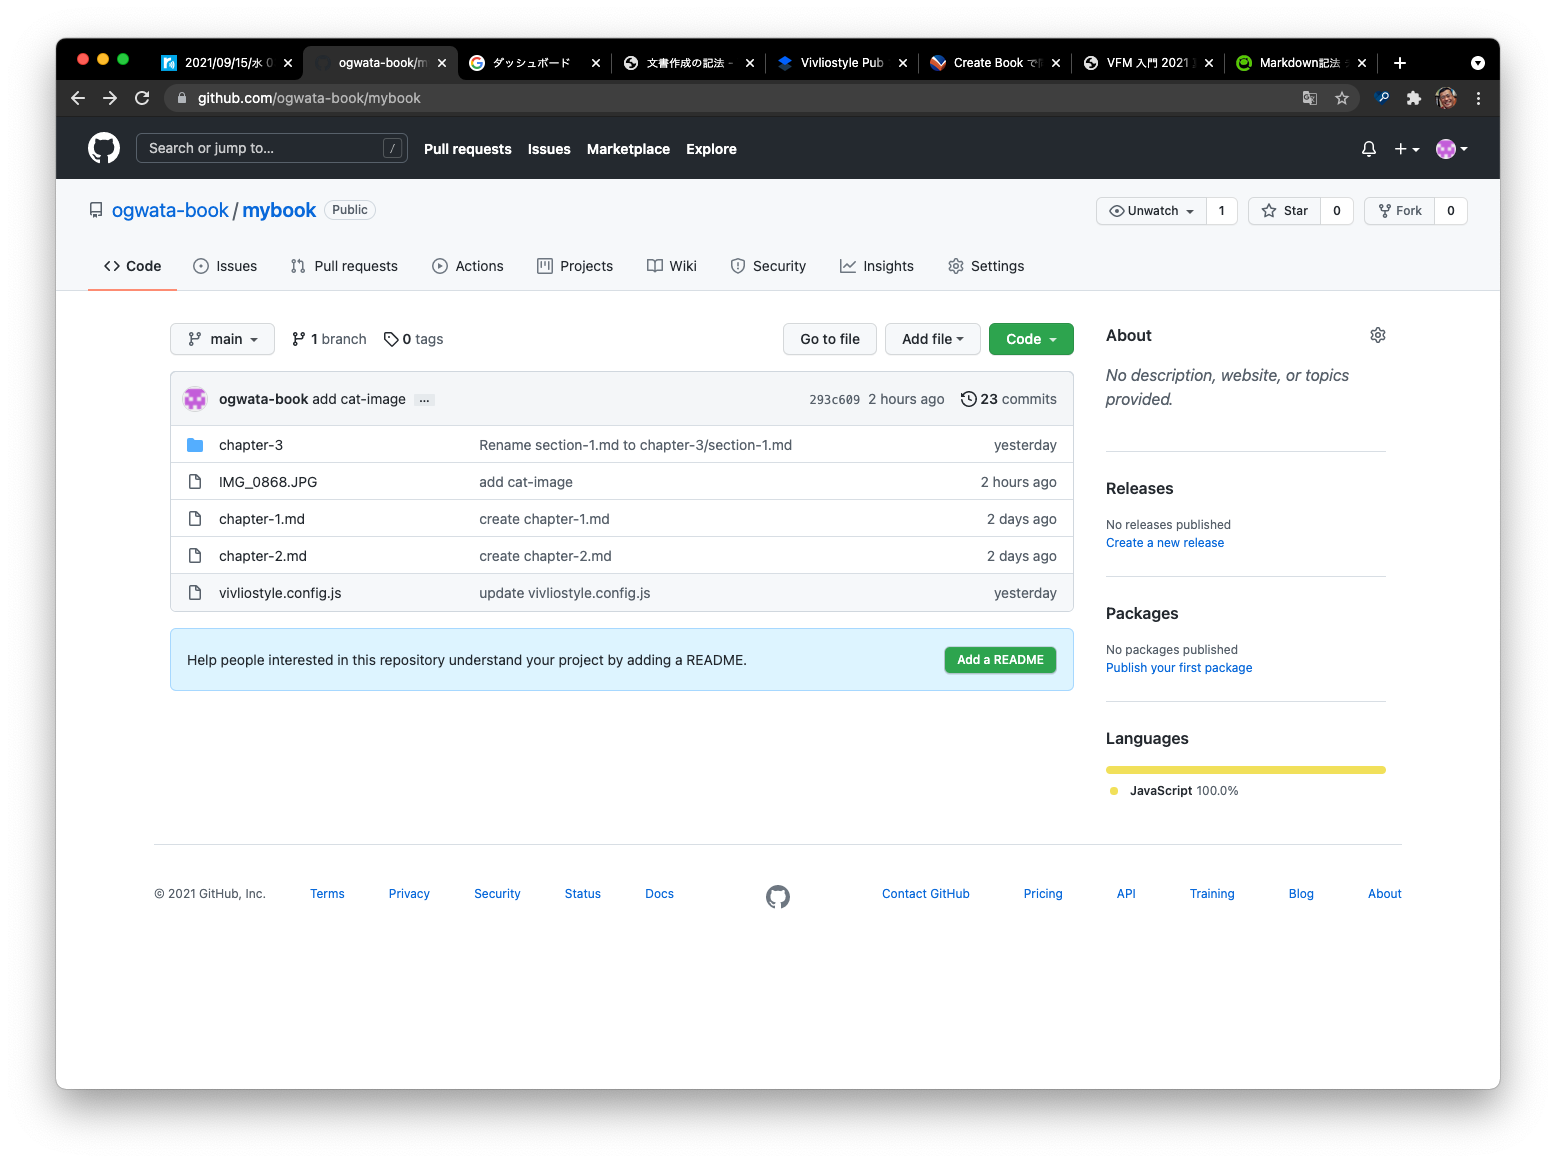 2021/09/15/水 0
ogwata-book/m
ダッシュボード
文書作成の記法 -
Vivliostyle Pub
Create Book で
VFM 入門 2021
Markdown記法
github.com/ogwata-book/mybook
Search or jump to... /
Pull requests Issues Marketplace Explore
ogwata-book / mybook Public
Unwatch 1 Star 0 Fork 0
Code Issues Pull requests Actions Projects Wiki Security Insights Settings
main 1 branch 0 tags Go to file Add file Code
ogwata-book add cat-image ... 293c609 2 hours ago 23 commits
chapter-3 Rename section-1.md to chapter-3/section-1.md yesterday
IMG_0868.JPG add cat-image 2 hours ago
chapter-1.md create chapter-1.md 2 days ago
chapter-2.md create chapter-2.md 2 days ago
vivliostyle.config.js update vivliostyle.config.js yesterday
Help people interested in this repository understand your project by adding a README. Add a README
About
No description, website, or topics
provided.
Releases
No releases published
Create a new release
Packages
No packages published
Publish your first package
Languages
JavaScript 100.0%
© 2021 GitHub, Inc. Terms Privacy Security Status Docs Contact GitHub Pricing API Training Blog About